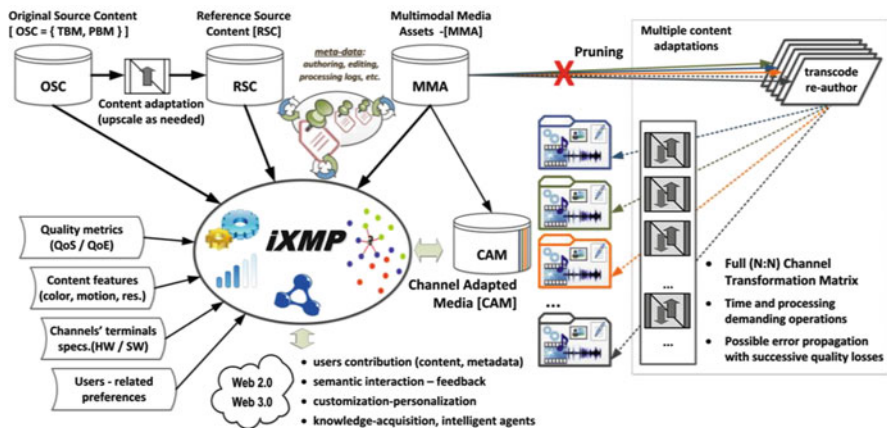 Original Source Content
[ OSC = { TBM, PBM } ]
Reference Source
Content [RSC]
Multimodal Media
Assets -[MMA]
Multiple content
adaptations
meta-data:
authoring, editing,
processing logs, etc.
Pruning
X
OSC
RSC
MMA
transcode
re-author
Content adaptation
(upscale as needed)
Quality metrics
(QoS / QoE)
Content features
(color, motion, res.)
Channels' terminals
specs.(HW / SW)
Users - related
preferences
iXMP
?
CAM
Channel Adapted
Media [CAM]
...
...
...
• Full (N:N) Channel
Transformation Matrix
• Time and processing
demanding operations
• Possible error propagation
with successive quality losses
Web 2.0
Web 3.0
• users contribution (content, metadata)
• semantic interaction – feedback
• customization-personalization
• knowledge-acquisition, intelligent agents